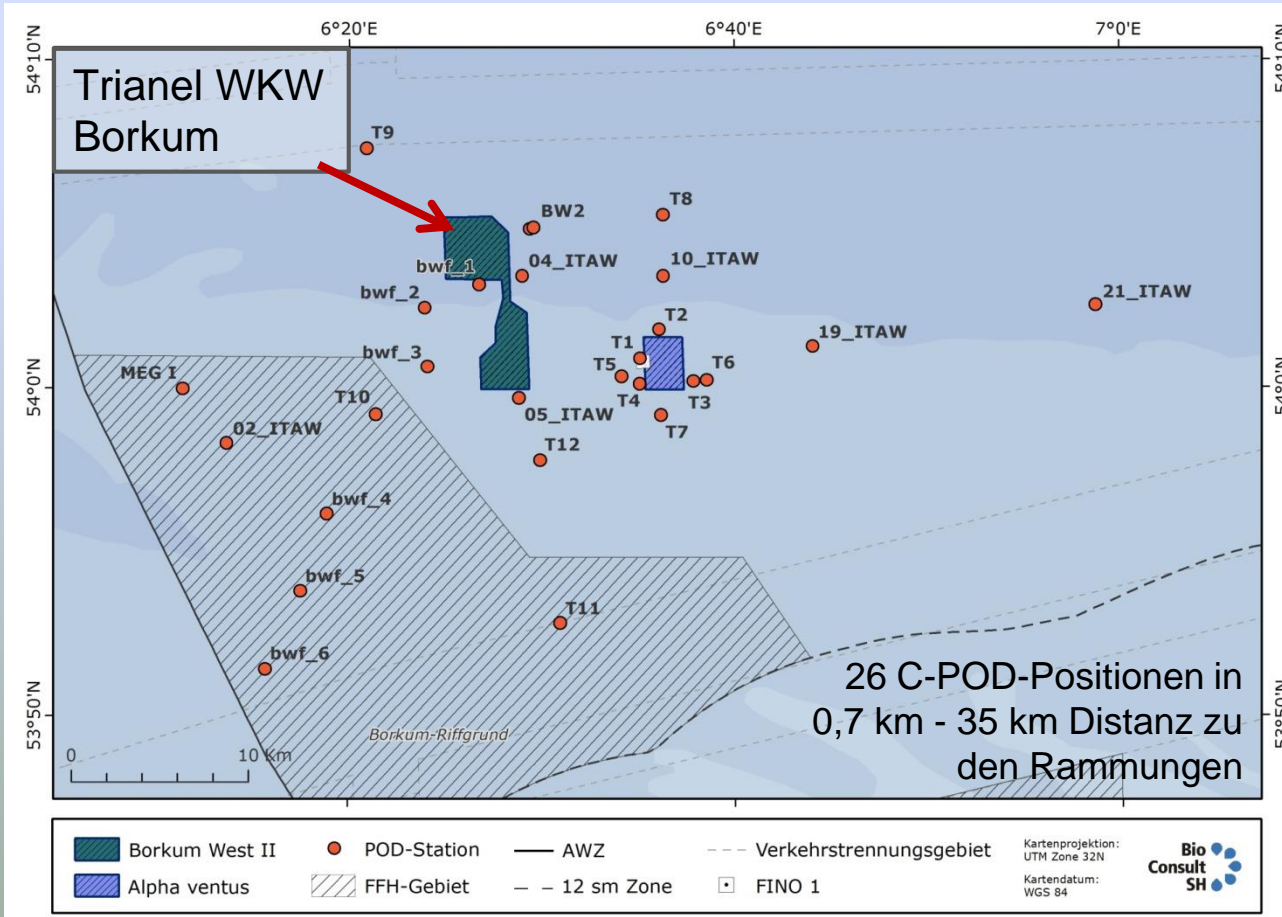 6°20'E
6°40'E
7°0'E
54°10'N
54°10'N
Trianel WKW
Borkum
T9
T8
BW2
bwf_1
04_ITAW
10_ITAW
bwf_2
21_ITAW
T2
19_ITAW
T1
bwf_3
T5
T6
MEG I
54°0'N
54°0'N
T4
T3
T10
05_ITAW
T7
02_ITAW
T12
bwf_4
bwf_5
T11
bwf_6
26 C-POD-Positionen in
0,7 km - 35 km Distanz zu
den Rammungen
53°50'N
53°50'N
Borkum-Riffgrund
0
10 km
Borkum West II
POD-Station
AWZ
Verkehrstrennungsgebiet
Alpha ventus
FFH-Gebiet
12 sm Zone
FINO 1
Kartenprojektion:
UTM Zone 32N
Kartendatum:
WGS 84
Bio
Consult
SH